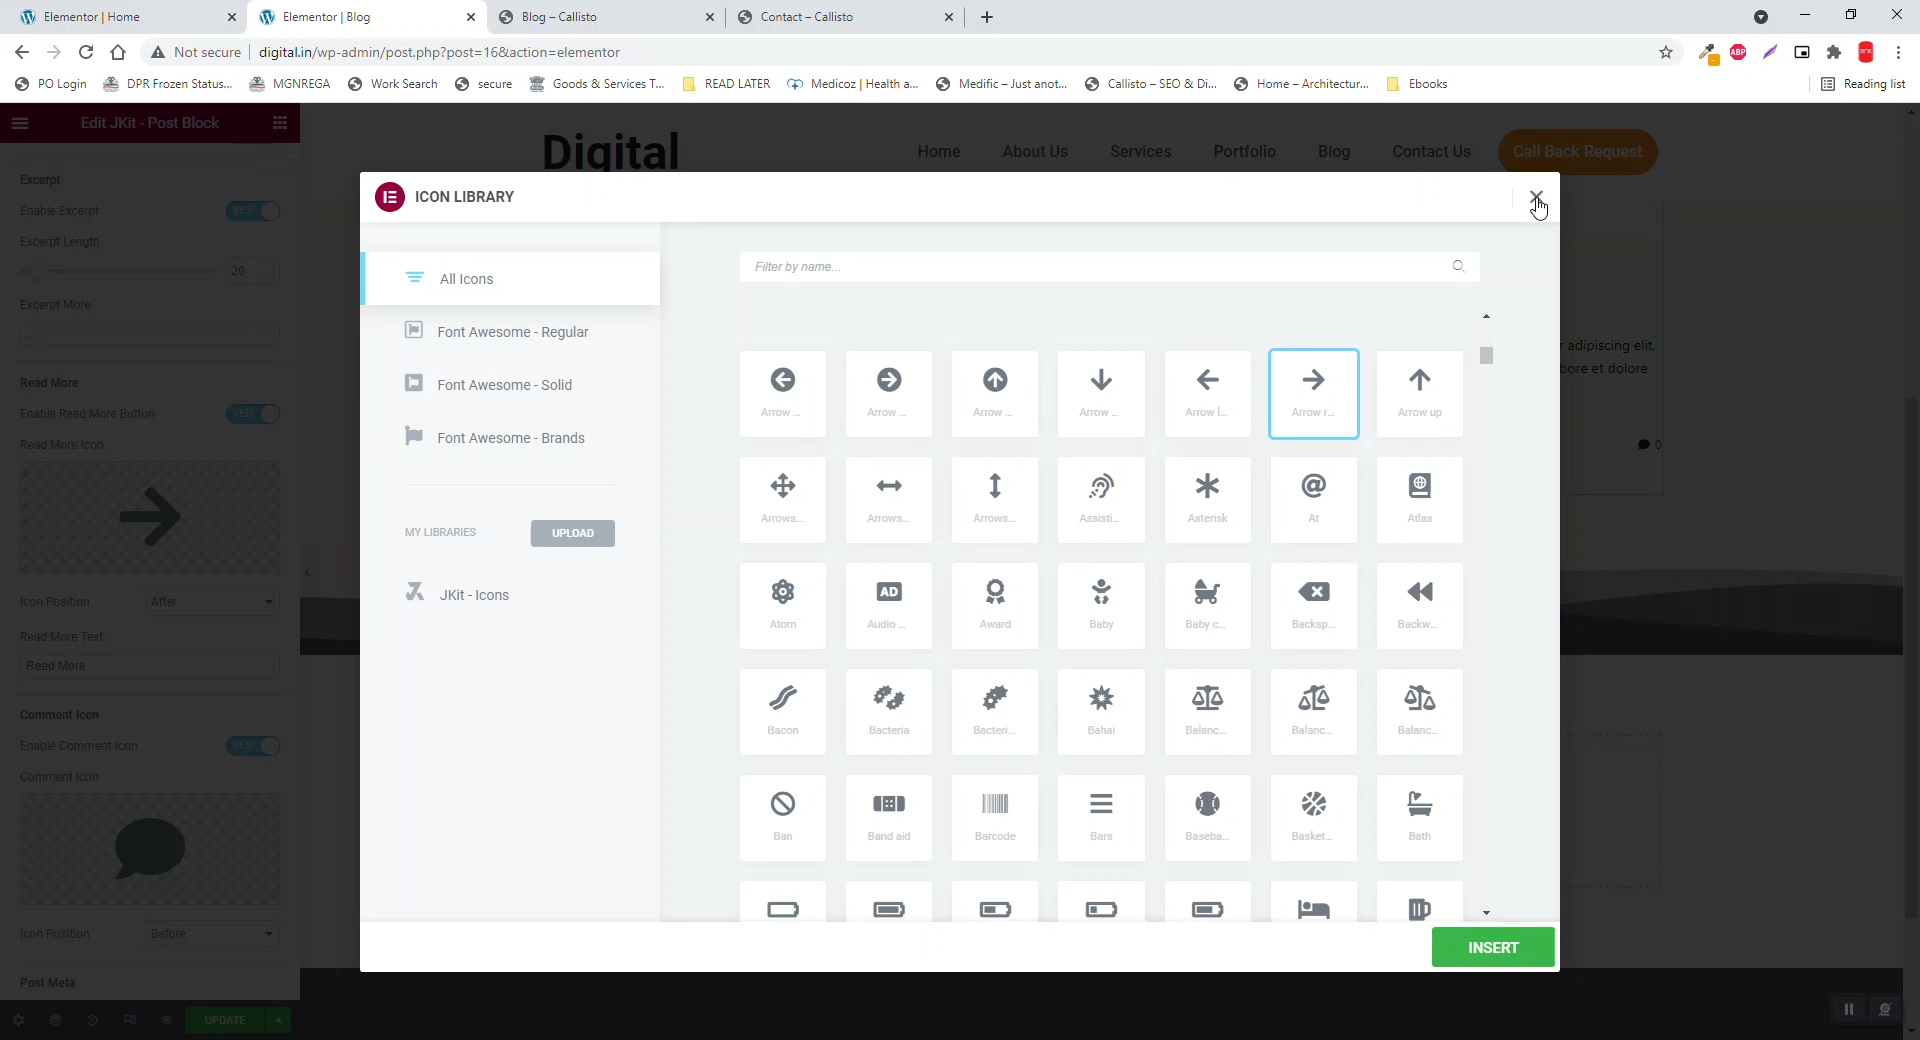 Elementor | Home
Elementor | Blog
Blog – Callisto
Contact – Callisto
Not secure
digital.in/wp-admin/post.php?post=16&action=elementor
ABP
PO Login
DPR Frozen Status...
MGNREGA
Work Search
secure
Goods & Services T...
READ LATER
Medicoz | Health a...
Medific – Just anot...
Callisto – SEO & Di...
Home – Architectur...
Ebooks
Reading list
Edit JKit - Post Block
Digital
Home
About Us
Services
Portfolio
Blog
Contact Us
Call Back Request
Excerpt
Enable Excerpt
YES
Excerpt Length
20
Excerpt More
Read More
Enable Read More Button
YES
Read More Icon
Icon Position
After
Read More Text
Read More
Comment Icon
Enable Comment Icon
YES
Comment Icon
Icon Position
Before
Post Meta
UPDATE
ICON LIBRARY
All Icons
Font Awesome - Regular
Font Awesome - Solid
Font Awesome - Brands
MY LIBRARIES
UPLOAD
JKit - Icons
Filter by name...
Arrow ...
Arrow ...
Arrow ...
Arrow ...
Arrow l...
Arrow r...
Arrow up
Arrows...
Arrows...
Arrows...
Assisti...
Asterisk
At
Atlas
Atom
AD
Audio ...
Award
Baby
Baby c...
Backsp...
Backw...
Bacon
Bacteria
Bacteri...
Bahai
Balanc...
Balanc...
Balanc...
Ban
Band aid
Barcode
Bars
Baseba...
Basket...
Bath
INSERT
r adipiscing elit,
bore et dolore
0